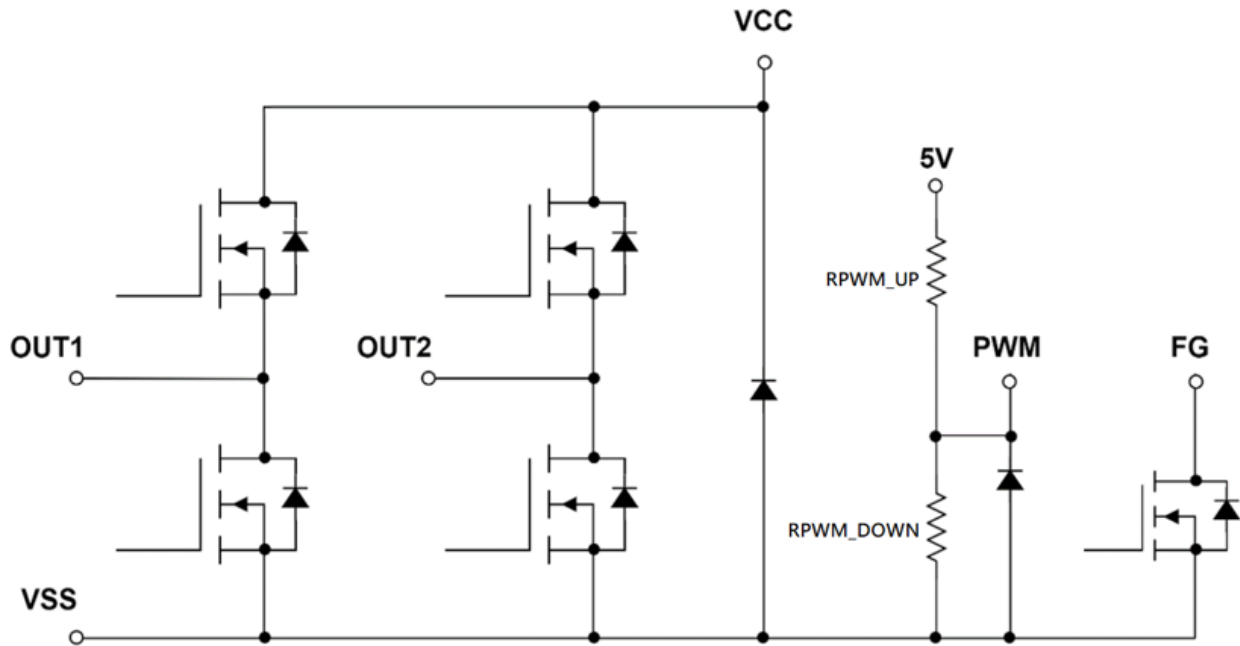 VCC
5V
RPWM_UP
OUT1
OUT2
PWM
FG
RPWM_DOWN
VSS